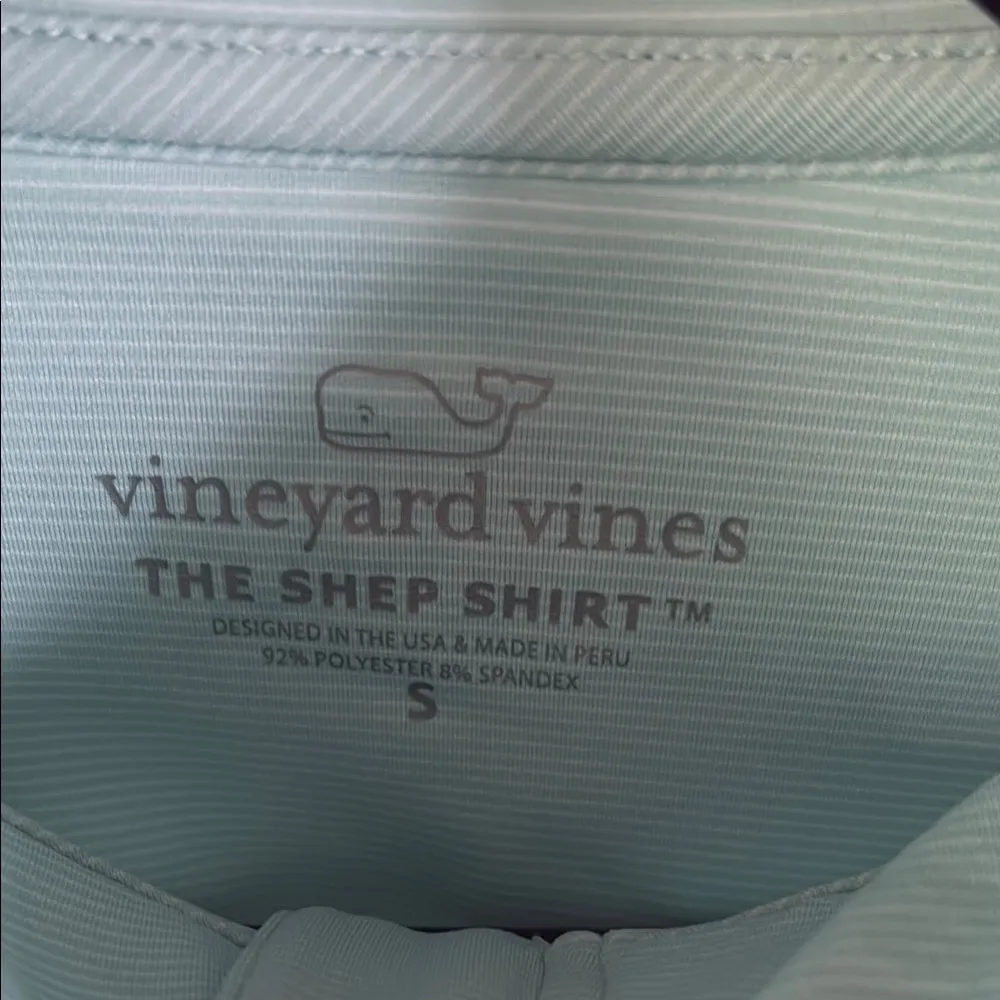 vineyard vines
THE SHEP SHIRT™
DESIGNED IN THE USA & MADE IN PERU
92% POLYESTER 8% SPANDEX
S